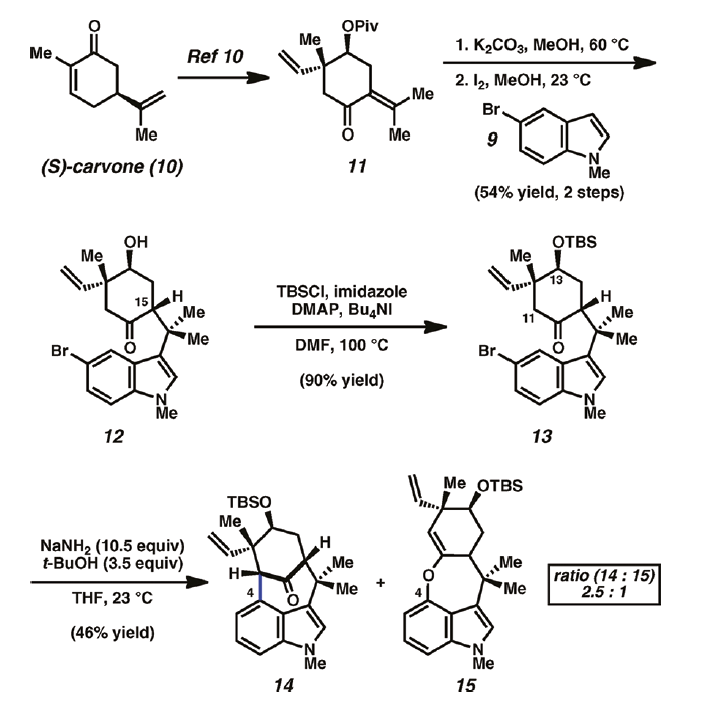 O
Me
Me
(S)-carvone (10)
Ref 10
OPiv
Me
Me
O
Me
11
1. K₂CO₃, MeOH, 60 °C
2. I₂, MeOH, 23 °C
Br
9
N
Me
(54% yield, 2 steps)
OH
Me
15
H
Me
Me
O
Br
N
Me
12
TBSCI, imidazole
DMAP, Bu₄NI
DMF, 100 °C
(90% yield)
OTBS
Me
13
H
11
Me
Me
O
Br
N
Me
13
NaNH₂ (10.5 equiv)
t-BuOH (3.5 equiv)
THF, 23 °C
(46% yield)
TBSO
Me
H
H
Me
Me
O
4
N
Me
14
+
Me
OTBS
O
Me
Me
4
N
Me
15
ratio (14 : 15)
2.5 : 1